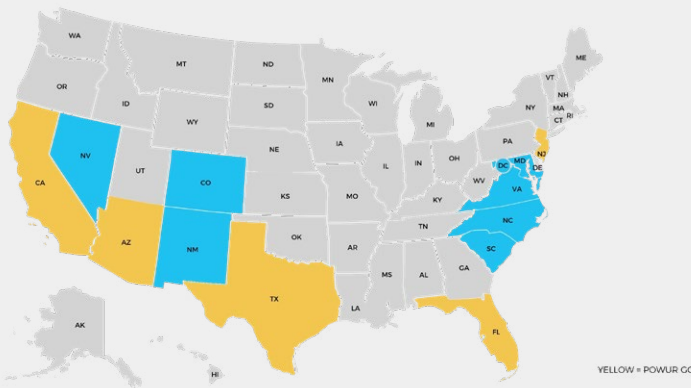 WA
MT
ND
MN
ME
VT
NH
OR
ID
SD
WI
NY
MA
CT
RI
WY
MI
IA
PA
NE
NJ
NV
OH
MD
DC
DE
UT
CO
IL
IN
WV
VA
CA
KS
MO
KY
NC
TN
AZ
NM
OK
AR
SC
GA
MS
AL
TX
LA
AK
FL
HI
YELLOW = POWUR GO